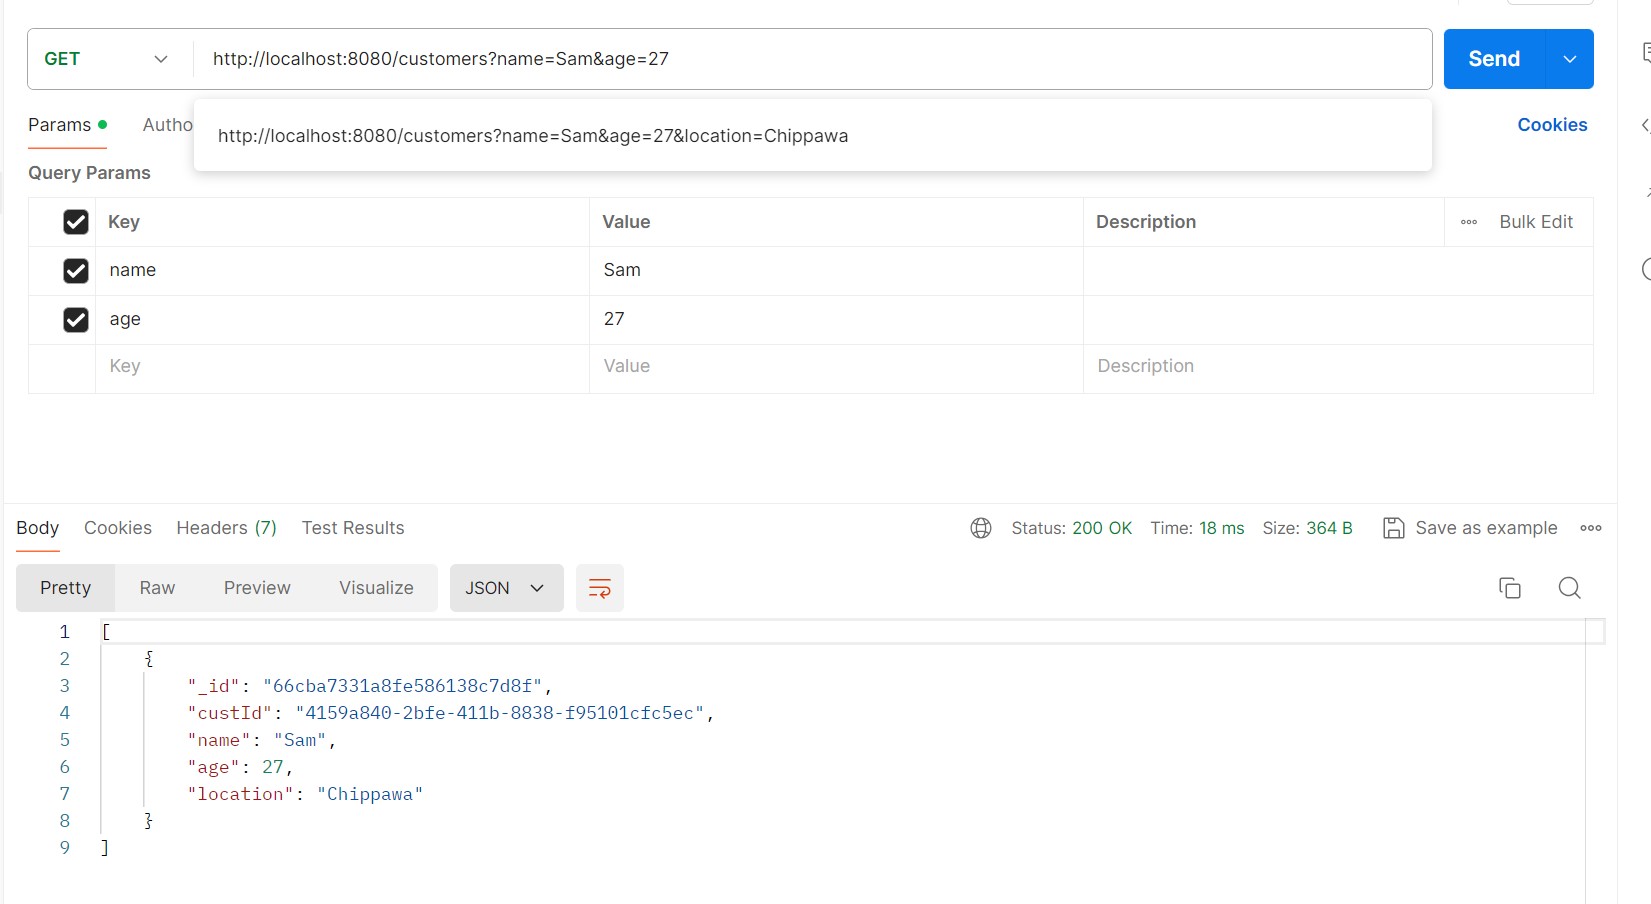 GET http://localhost:8080/customers?name=Sam&age=27 Send
Params Autho http://localhost:8080/customers?name=Sam&age=27&location=Chippawa Cookies
Query Params
Key Value Description Bulk Edit
name Sam
age 27
Key Value Description
Body Cookies Headers (7) Test Results Status: 200 OK Time: 18 ms Size: 364 B Save as example
Pretty Raw Preview Visualize JSON
1 [
2 {
3 "_id": "66cba7331a8fe586138c7d8f",
4 "custId": "4159a840-2bfe-411b-8838-f95101cfc5ec",
5 "name": "Sam",
6 "age": 27,
7 "location": "Chippawa"
8 }
9 ]